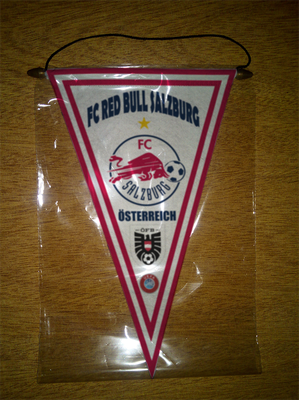 FC RED BULL SALZBURG
FC
SALZBURG
ÖSTERREICH
ÖFB